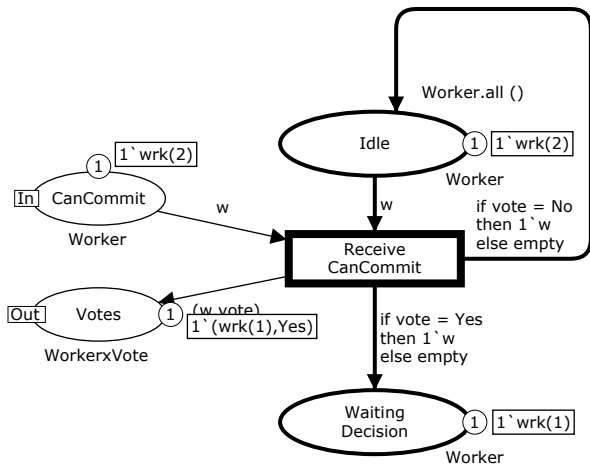 Worker.all ()
1`wrk(2)
1
Idle
1
1`wrk(2)
In
CanCommit
Worker
w
w
Worker
if vote = No
then 1`w
else empty
Receive
CanCommit
Out
Votes
1
(w,vote)
1`(wrk(1),Yes)
WorkerxVote
if vote = Yes
then 1`w
else empty
Waiting
Decision
1
1`wrk(1)
Worker